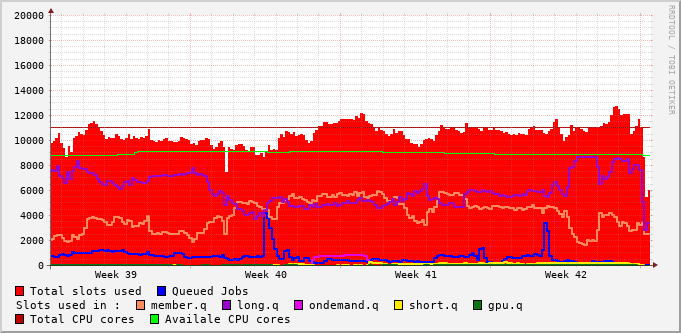 20000
18000
16000
14000
12000
10000
8000
6000
4000
2000
0
Week 39 Week 40 Week 41 Week 42
RRDTOOL / TOBI OETIKER
Total slots used Queued Jobs
Slots used in : member.q long.q ondemand.q short.q gpu.q
Total CPU cores Availale CPU cores